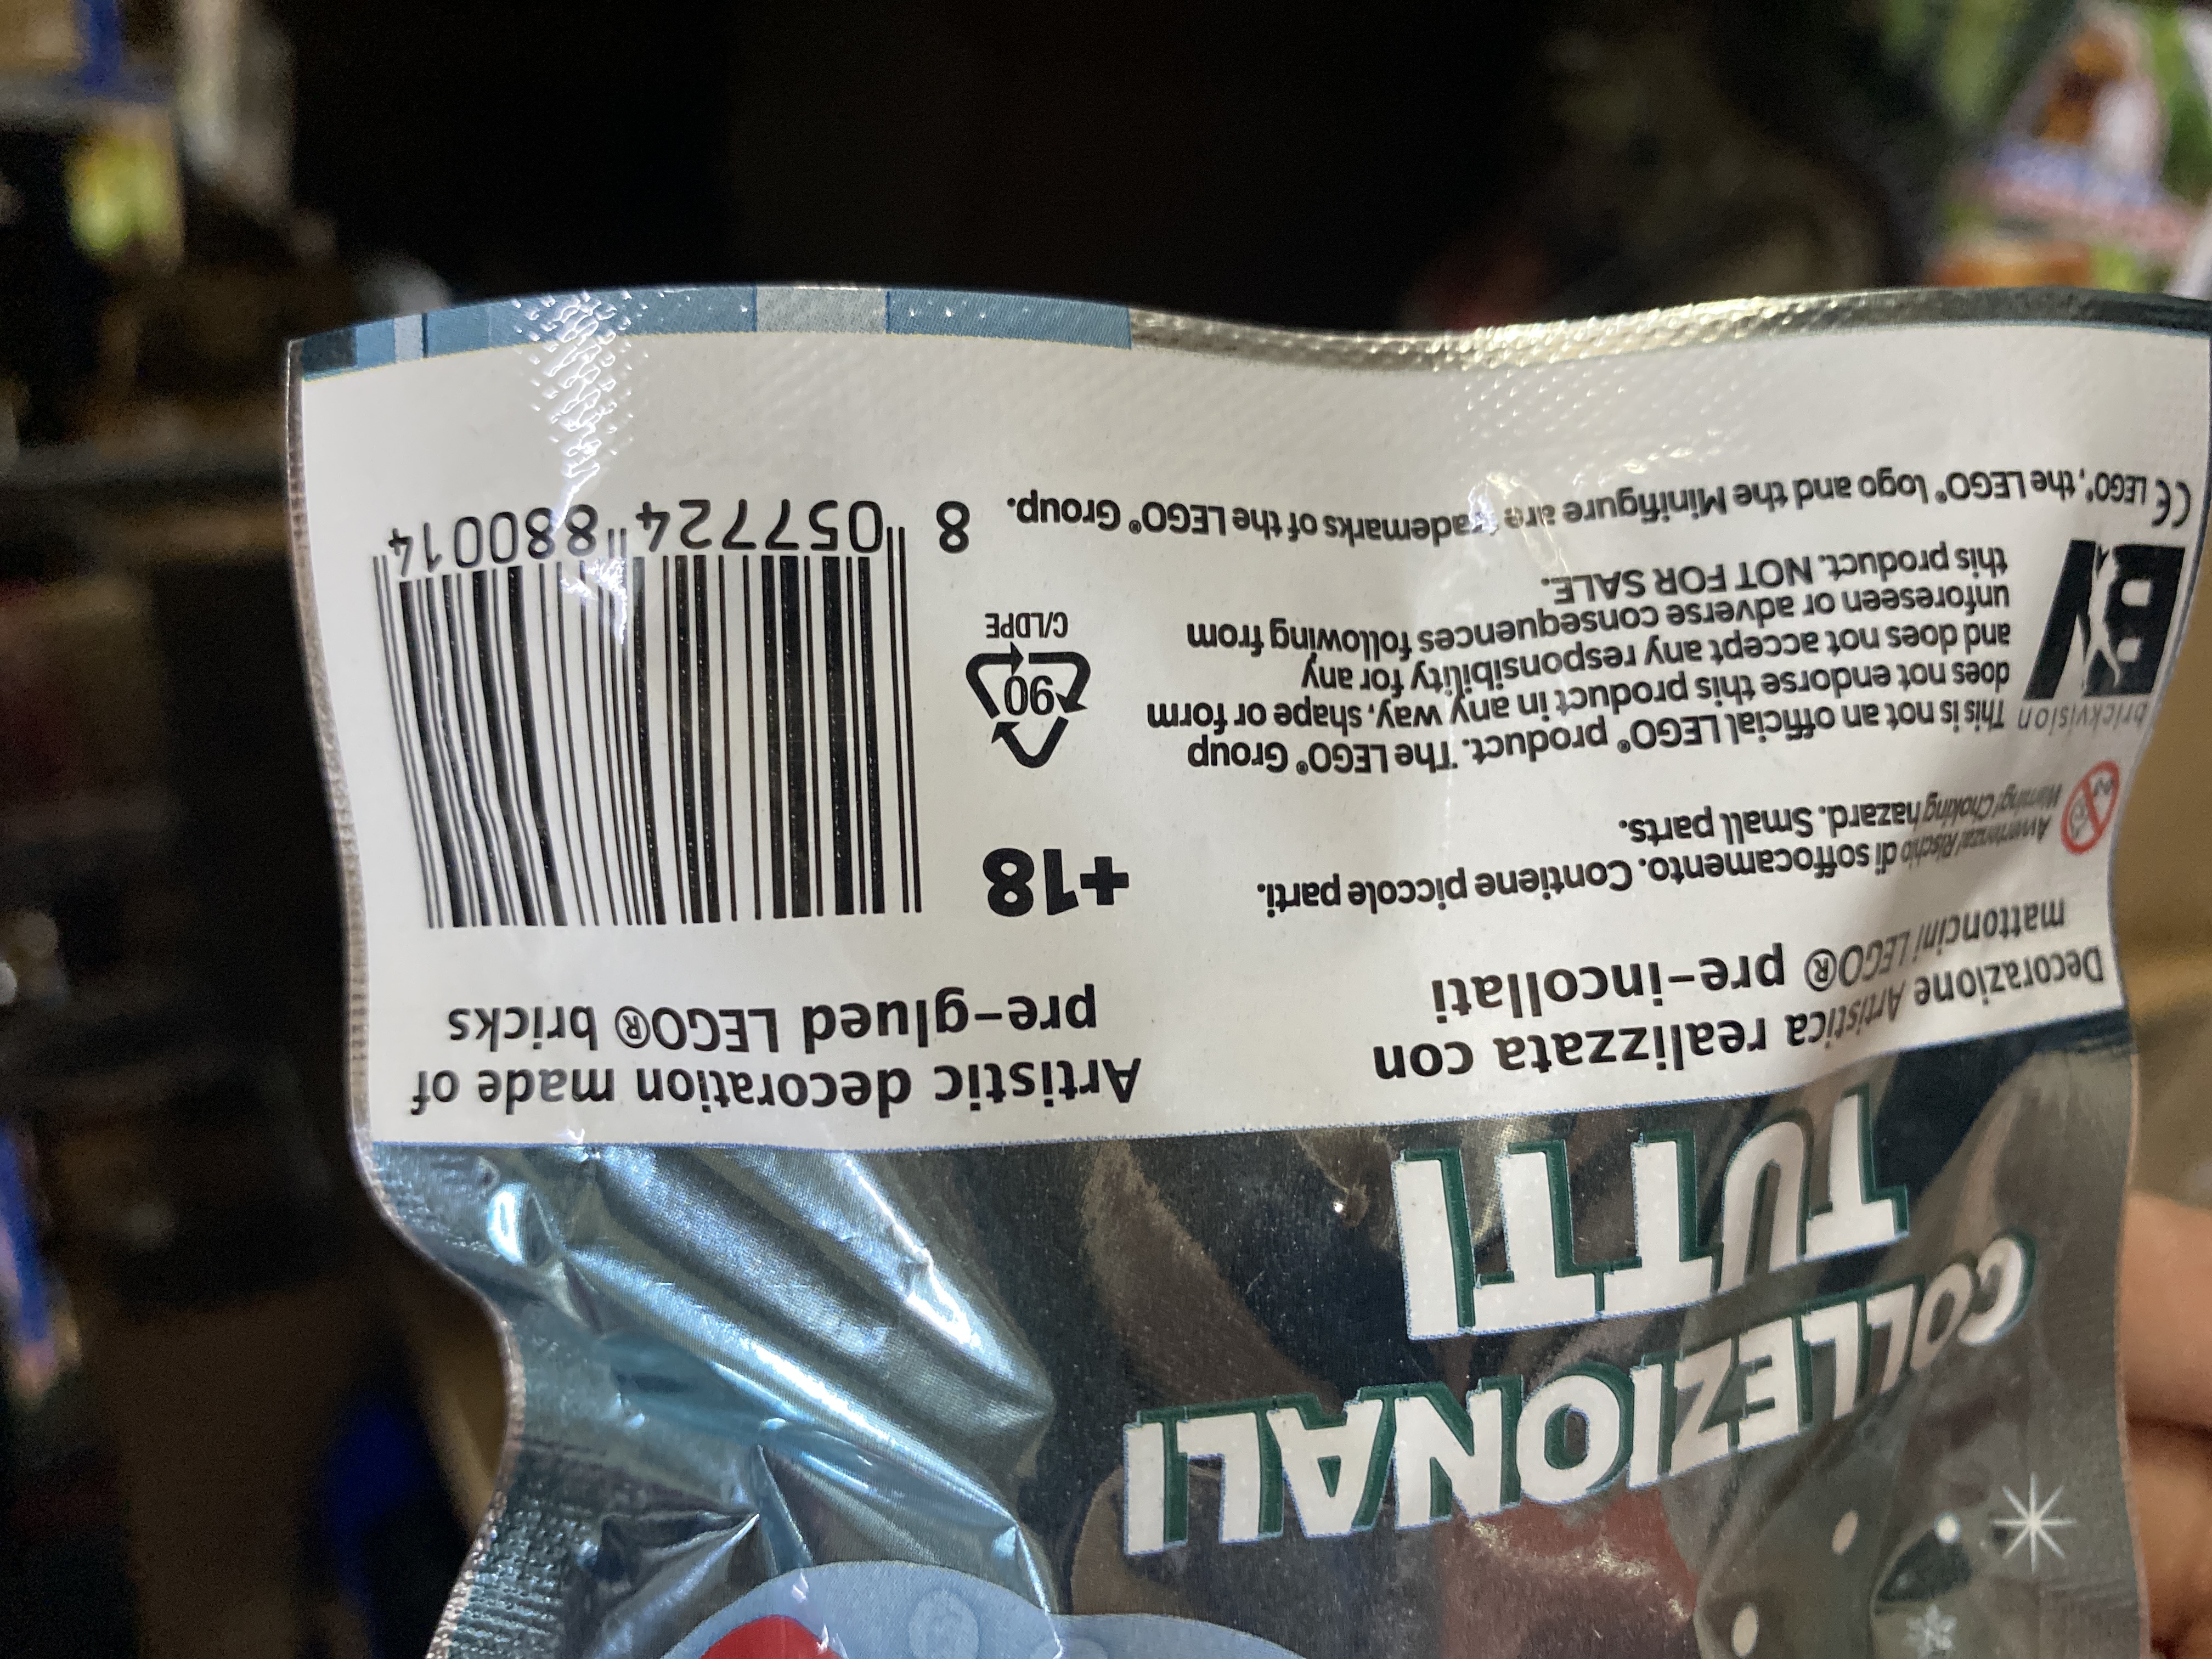 COLLEZIONALI
TUTTI
Decorazione Artistica realizzata con
mattoncini LEGO® pre-incollati
Artistic decoration made of
pre-glued LEGO® bricks
Avvertenza! Rischio di soffocamento. Contiene piccole parti.
Warning! Choking hazard. Small parts.
+18
brickvision
BV
This is not an official LEGO® product. The LEGO® Group
does not endorse this product in any way, shape or form
and does not accept any responsibility for any
unforeseen or adverse consequences following from
this product. NOT FOR SALE.
90
C/LDPE
CE LEGO®, the LEGO® logo and the Minifigure are trademarks of the LEGO® Group.
8 057724 880014